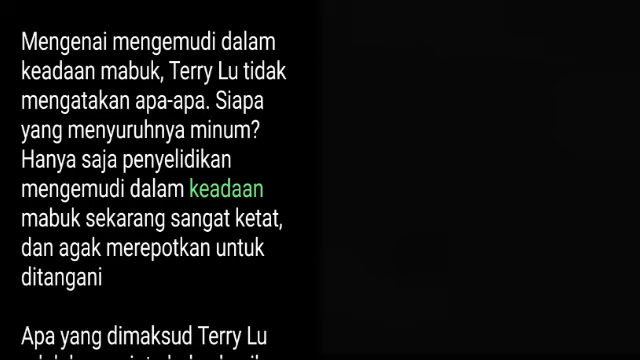 Mengenai mengemudi dalam
keadaan mabuk, Terry Lu tidak
mengatakan apa-apa. Siapa
yang menyuruhnya minum?
Hanya saja penyelidikan
mengemudi dalam keadaan
mabuk sekarang sangat ketat,
dan agak merepotkan untuk
ditangani
Apa yang dimaksud Terry Lu